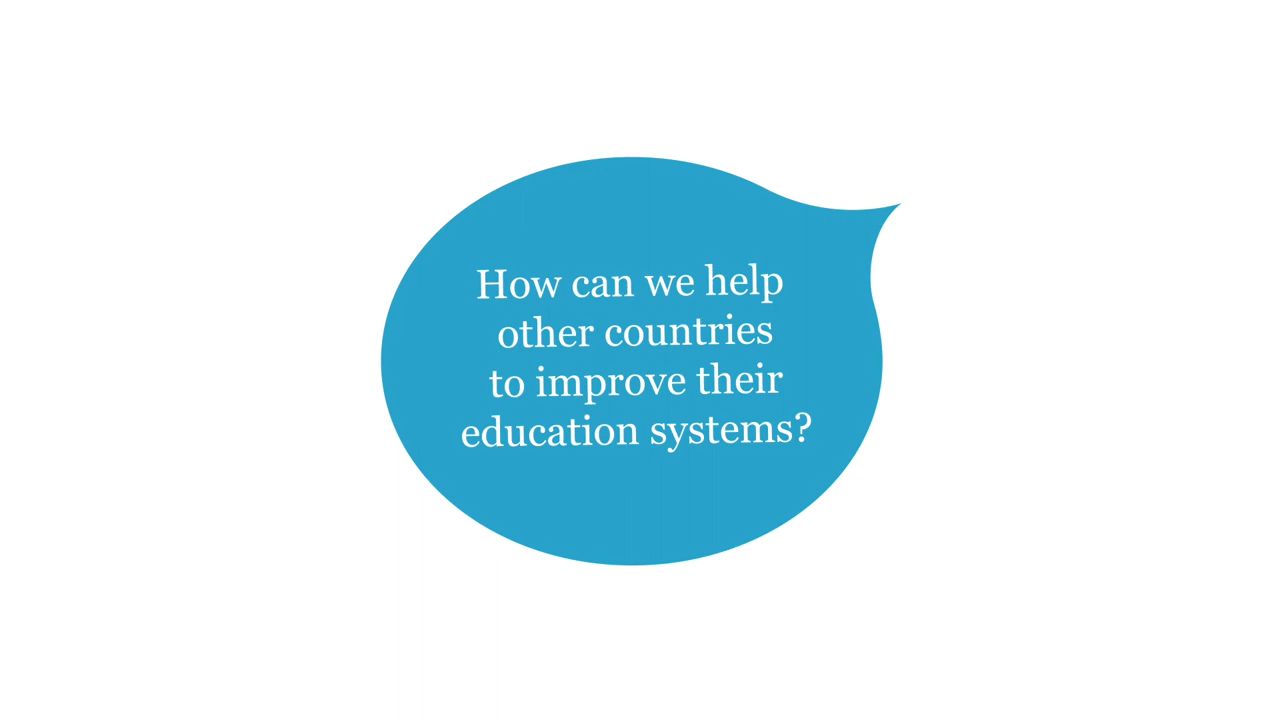 How can we help
other countries
to improve their
education systems?